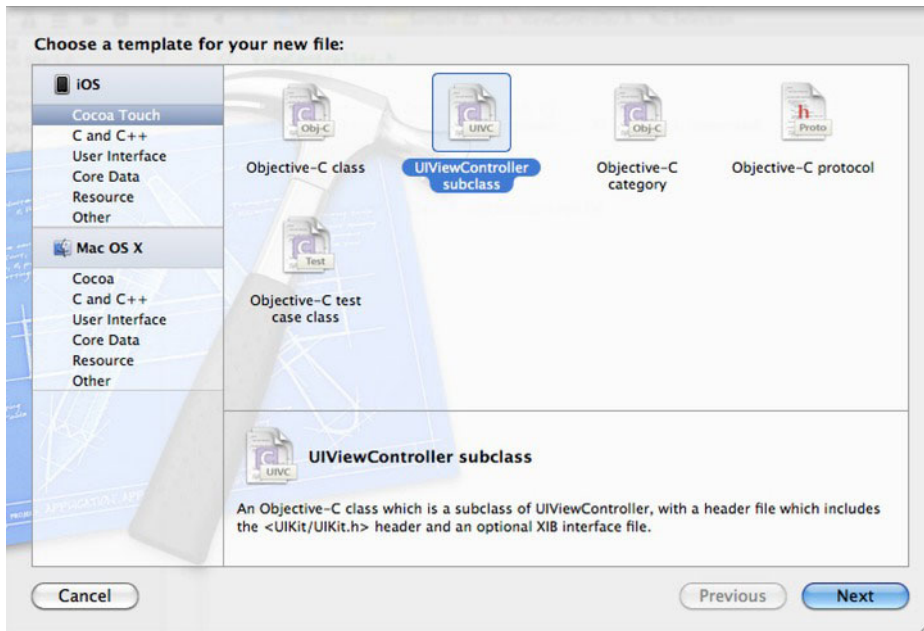 Choose a template for your new file:
iOS
Cocoa Touch
C and C++
User Interface
Core Data
Resource
Other
Mac OS X
Cocoa
C and C++
User Interface
Core Data
Resource
Other
Obj-C
Objective-C class
UIVC
UIViewController
subclass
Obj-C
Objective-C
category
h
Proto
Objective-C protocol
C
Test
Objective-C test
case class
UIVC
UIViewController subclass
An Objective-C class which is a subclass of UIViewController, with a header file which includes
the <UIKit/UIKit.h> header and an optional XIB interface file.
Cancel
Previous
Next